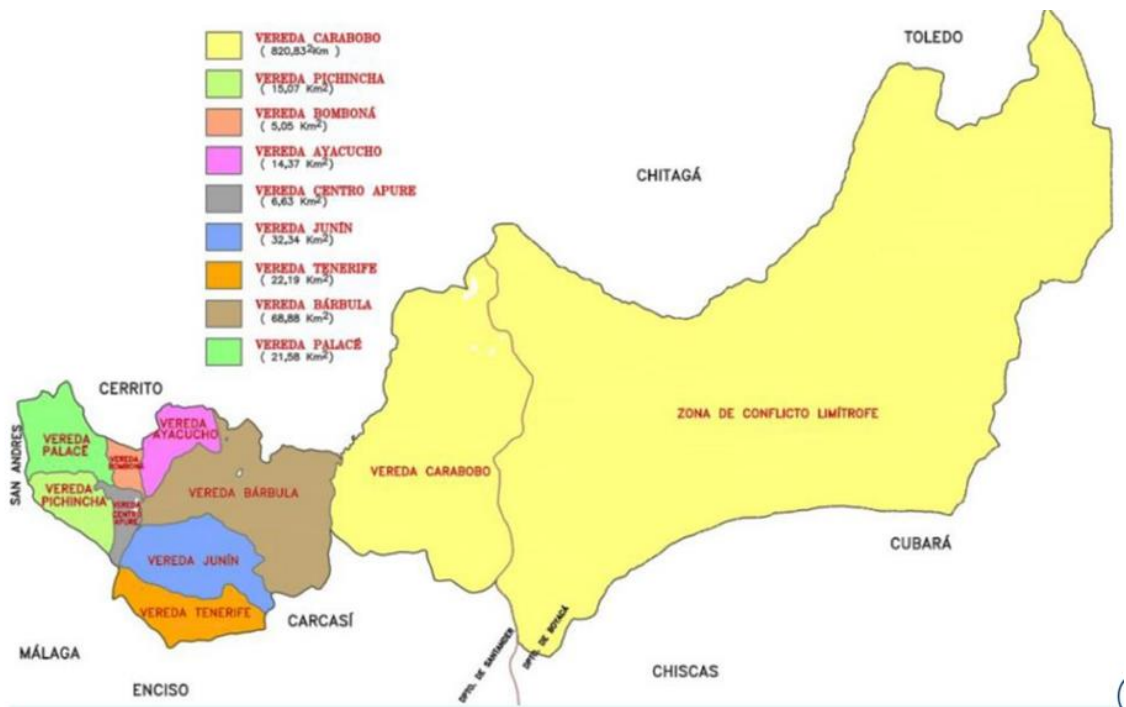 VEREDA CARABOBO
( 820,83²Km )
VEREDA PICHINCHA
( 15,07 Km²)
VEREDA BOMBONÁ
( 5,05 Km²)
VEREDA AYACUCHO
( 14,37 Km²)
VEREDA CENTRO APURE
( 6,63 Km²)
VEREDA JUNÍN
( 32,34 Km²)
VEREDA TENERIFE
( 22,19 Km²)
VEREDA BÁRBULA
( 68,88 Km²)
VEREDA PALACÉ
( 21,58 Km²)
TOLEDO
CHITAGÁ
CERRITO
SAN ANDRES
VEREDA
PALACÉ
VEREDA
BOMBONÁ
VEREDA
AYACUCHO
VEREDA
PICHINCHA
VEREDA
CENTRO
APURE
VEREDA BÁRBULA
VEREDA CARABOBO
ZONA DE CONFLICTO LIMÍTROFE
VEREDA JUNÍN
VEREDA TENERIFE
CARCASÍ
CUBARÁ
MÁLAGA
ENCISO
DPTO. DE SANTANDER
DPTO. DE BOYACÁ
CHISCAS